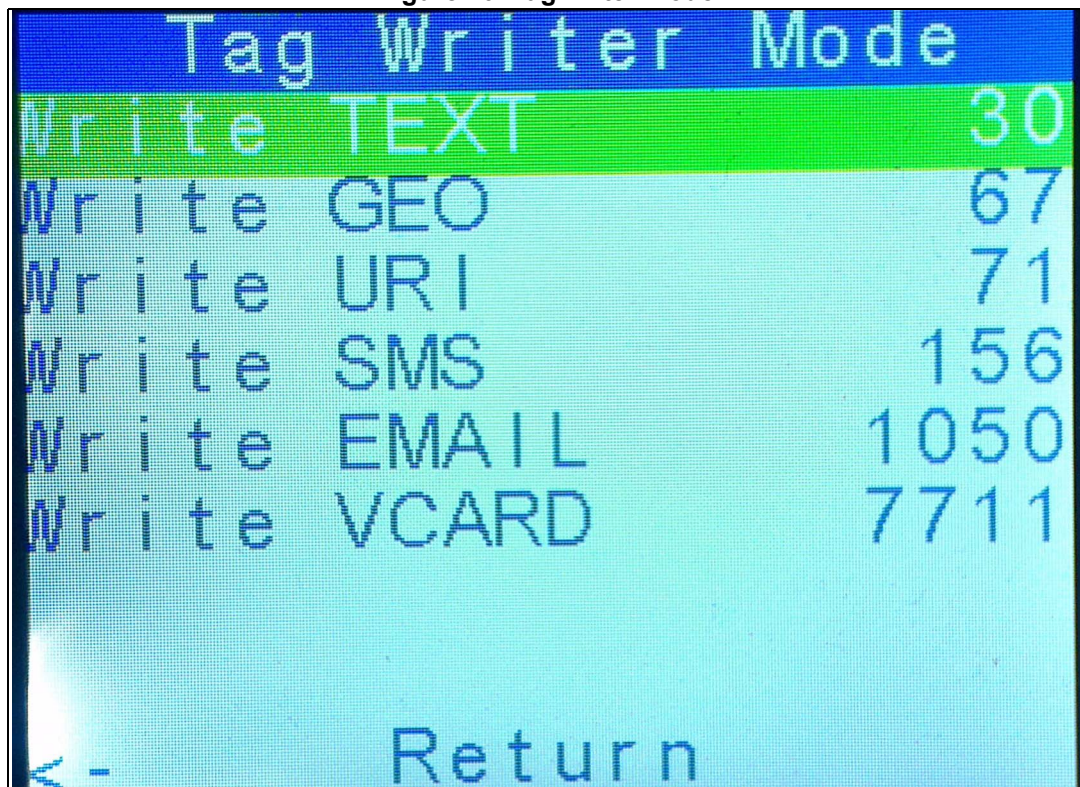 Tag Writer Mode
Write TEXT 30
Write GEO 67
Write URI 71
Write SMS 156
Write EMAIL 1050
Write VCARD 7711
<- Return